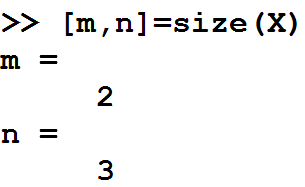 >> [m,n]=size(X)
m =
2
n =
3